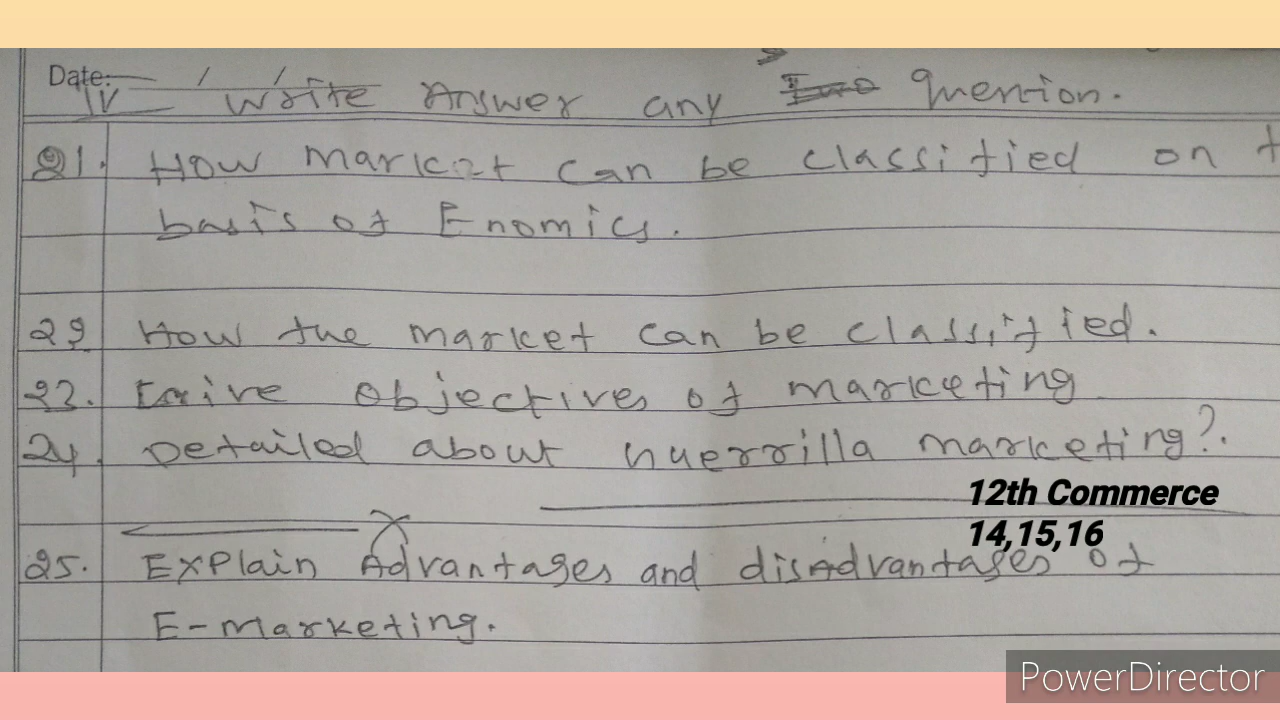 Date: / /
IV Write Answer any Two Question.
21. How market can be classified on t
basis of Enomics.
22 How the market can be classified.
23. Give objectives of marketing
24. Detailed about Guerrilla marketing?.
12th Commerce
14,15,16
25. Explain Advantages and disAdvantages of
E-marketing.
PowerDirector